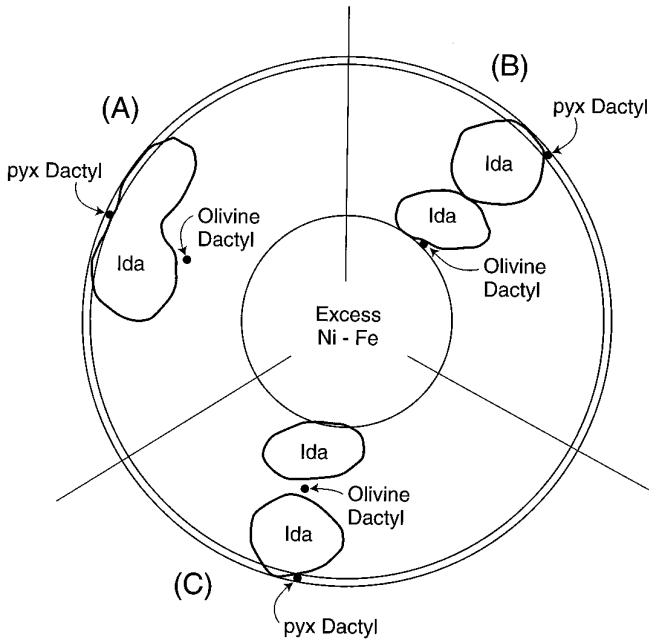 (A)
pyx Dactyl
Olivine
Dactyl
Ida
(B)
pyx Dactyl
Ida
Ida
Olivine
Dactyl
Excess
Ni - Fe
Ida
Olivine
Dactyl
Ida
(C)
pyx Dactyl